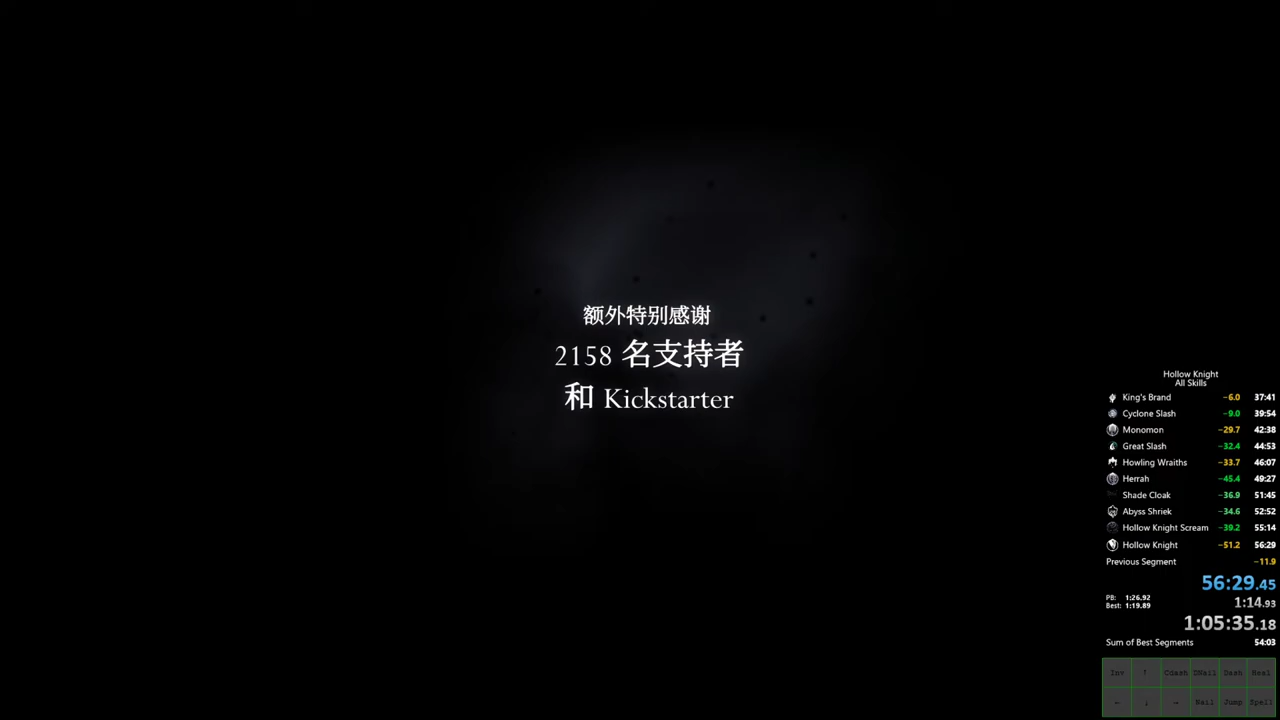 额外特别感谢
2158 名支持者
和 Kickstarter
Hollow Knight
All Skills
King's Brand −6.0 37:41
Cyclone Slash −9.0 39:54
Monomon −29.7 42:38
Great Slash −32.4 44:53
Howling Wraiths −33.7 46:07
Herrah −45.4 49:27
Shade Cloak −36.9 51:45
Abyss Shriek −34.6 52:52
Hollow Knight Scream −39.2 55:14
Hollow Knight −51.2 56:29
Previous Segment −11.9
56:29.45
PB: 1:26.92
Best: 1:19.89
1:14.93
1:05:35.18
Sum of Best Segments 54:03
Inv ↑ Cdash DNail Dash Heal
← ↓ → Nail Jump Spell